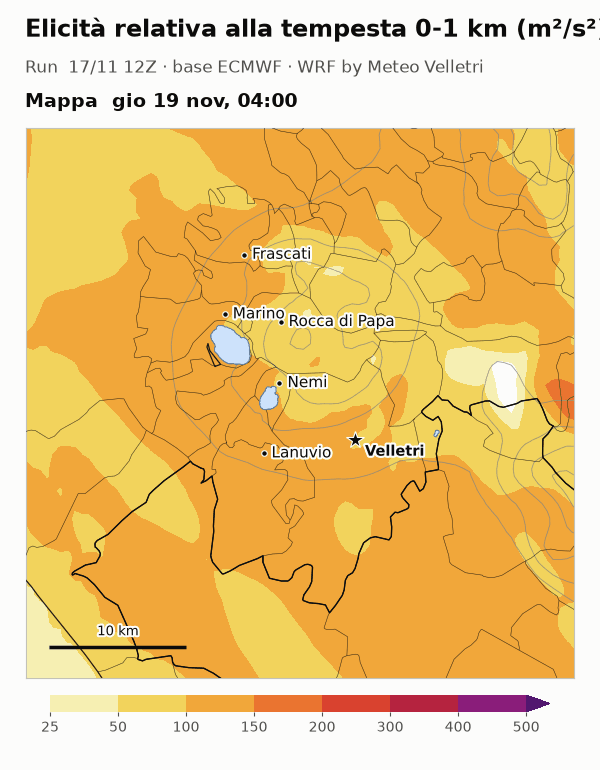 Elicità relativa alla tempesta 0-1 km (m²/s²)
Run  17/11 12Z · base ECMWF · WRF by Meteo Velletri
Mappa  gio 19 nov, 04:00
Frascati
Marino
Rocca di Papa
Nemi
Lanuvio
Velletri
10 km
25 50 100 150 200 300 400 500